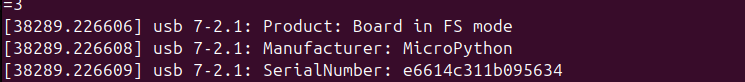 =3
[38289.226606] usb 7-2.1: Product: Board in FS mode
[38289.226608] usb 7-2.1: Manufacturer: MicroPython
[38289.226609] usb 7-2.1: SerialNumber: e6614c311b095634